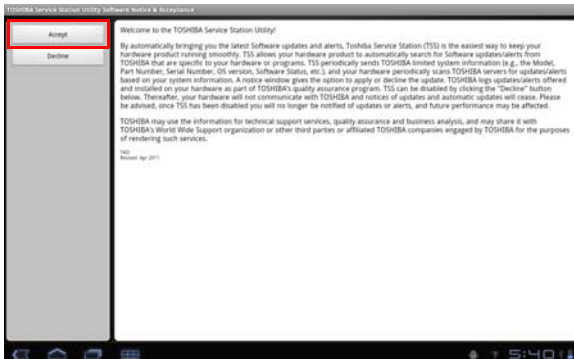 TOSHIBA Service Station Utility Software Notice & Acceptance
Accept
Decline
Welcome to the TOSHIBA Service Station Utility!
By automatically bringing you the latest Software updates and alerts, Toshiba Service Station (TSS) is the easiest way to keep your
hardware product running smoothly. TSS allows your hardware product to automatically search for Software updates/alerts from
TOSHIBA that are specific to your hardware or programs. TSS periodically sends TOSHIBA limited system information (e.g., the Model,
Part Number, Serial Number, OS version, Software Status, etc.), and your hardware periodically scans TOSHIBA servers for updates/alerts
based on your system information. A notice window gives the option to apply or decline the update. TOSHIBA logs updates/alerts offered
and installed on your hardware as part of TOSHIBA's quality assurance program. TSS can be disabled by clicking the "Decline" button
below. Thereafter, your hardware will not communicate with TOSHIBA and notices of updates and automatic updates will cease. Please
be advised, once TSS has been disabled you will no longer be notified of updates or alerts, and future performance may be affected.
TOSHIBA may use the information for technical support services, quality assurance and business analysis, and may share it with
TOSHIBA's World Wide Support organization or other third parties or affiliated TOSHIBA companies engaged by TOSHIBA for the purposes
of rendering such services.
Revised: Apr 2011
5:40